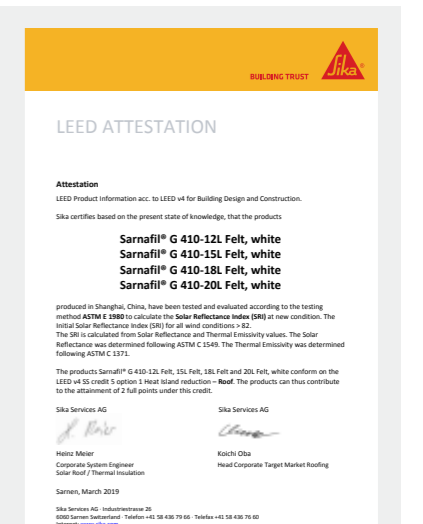 BUILDING TRUST
Sika®
LEED ATTESTATION
Attestation
LEED Product Information acc. to LEED v4 for Building Design and Construction.
Sika certifies based on the present state of knowledge, that the products
Sarnafil® G 410-12L Felt, white
Sarnafil® G 410-15L Felt, white
Sarnafil® G 410-18L Felt, white
Sarnafil® G 410-20L Felt, white
produced in Shanghai, China, have been tested and evaluated according to the testing
method ASTM E 1980 to calculate the Solar Reflectance Index (SRI) at new condition. The
Initial Solar Reflectance Index (SRI) for all wind conditions > 82.
The SRI is calculated from Solar Reflectance and Thermal Emissivity values. The Solar
Reflectance was determined following ASTM C 1549. The Thermal Emissivity was determined
following ASTM C 1371.
The products Sarnafil® G 410-12L Felt, 15L Felt, 18L Felt and 20L Felt, white conform on the
LEED v4 SS credit 5 option 1 Heat Island reduction – Roof. The products can thus contribute
to the attainment of 2 full points under this credit.
Sika Services AG Sika Services AG
Heinz Meier Koichi Oba
Corporate System Engineer Head Corporate Target Market Roofing
Solar Roof / Thermal Insulation
Sarnen, March 2019
Sika Services AG · Industriestrasse 26
6060 Sarnen Switzerland · Telefon +41 58 436 79 66 · Telefax +41 58 436 76 60